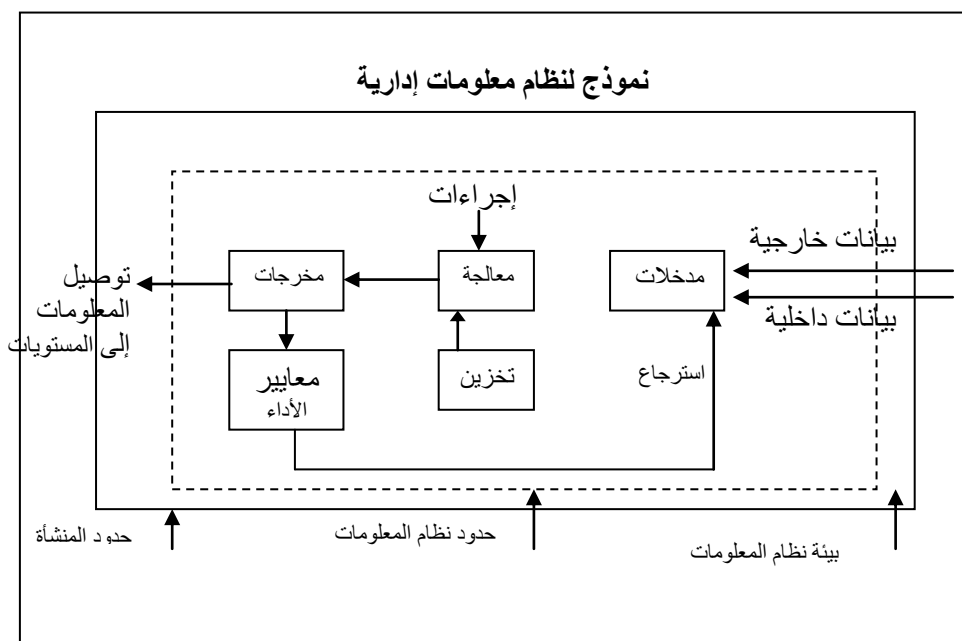 نموذج لنظام معلومات إدارية
إجراءات
بيانات خارجية
مدخلات
معالجة
مخرجات
توصيل
المعلومات
إلى المستويات
بيانات داخلية
استرجاع
تخزين
معايير
الأداء
حدود المنشأة
حدود نظام المعلومات
بيئة نظام المعلومات